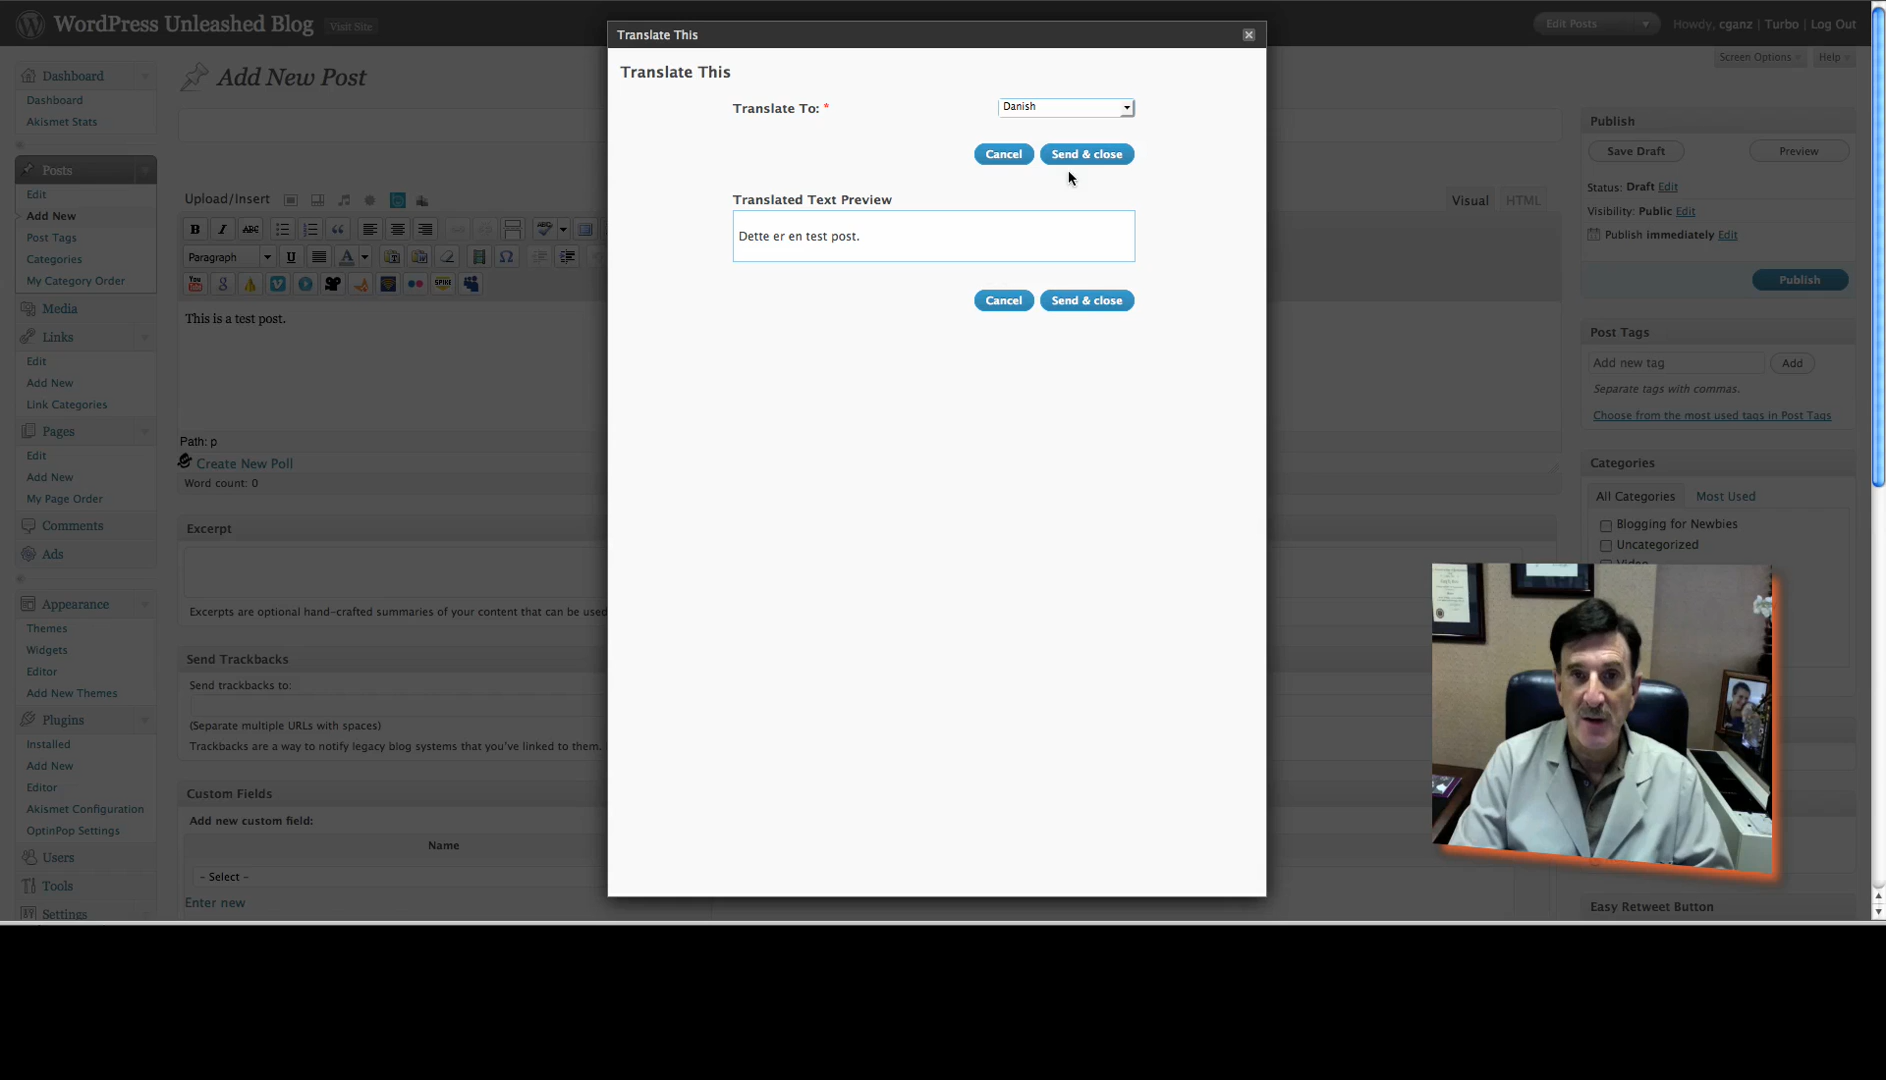 WordPress Unleashed Blog
Visit Site
Edit Posts
Howdy, cganz | Turbo | Log Out
Screen Options
Help
Dashboard
Dashboard
Akismet Stats
Posts
Edit
Add New
Post Tags
Categories
My Category Order
Media
Links
Edit
Add New
Link Categories
Pages
Edit
Add New
My Page Order
Comments
Ads
Appearance
Themes
Widgets
Editor
Add New Themes
Plugins
Installed
Add New
Editor
Akismet Configuration
OptinPop Settings
Users
Tools
Settings
Add New Post
Upload/Insert
Visual
HTML
B I ABC
Paragraph
U A
You Tube
SPIKE
This is a test post.
Path: p
Create New Poll
Word count: 0
Excerpt
Excerpts are optional hand-crafted summaries of your content that can be used
Send Trackbacks
Send trackbacks to:
(Separate multiple URLs with spaces)
Trackbacks are a way to notify legacy blog systems that you've linked to them.
Custom Fields
Add new custom field:
Name
- Select -
Enter new
Translate This
Translate This
Translate To: *
Danish
Cancel
Send & close
Translated Text Preview
Dette er en test post.
Cancel
Send & close
Publish
Save Draft
Preview
Status: Draft Edit
Visibility: Public Edit
Publish immediately Edit
Publish
Post Tags
Add new tag
Add
Separate tags with commas.
Choose from the most used tags in Post Tags
Categories
All Categories
Most Used
Blogging for Newbies
Uncategorized
Video
Easy Retweet Button